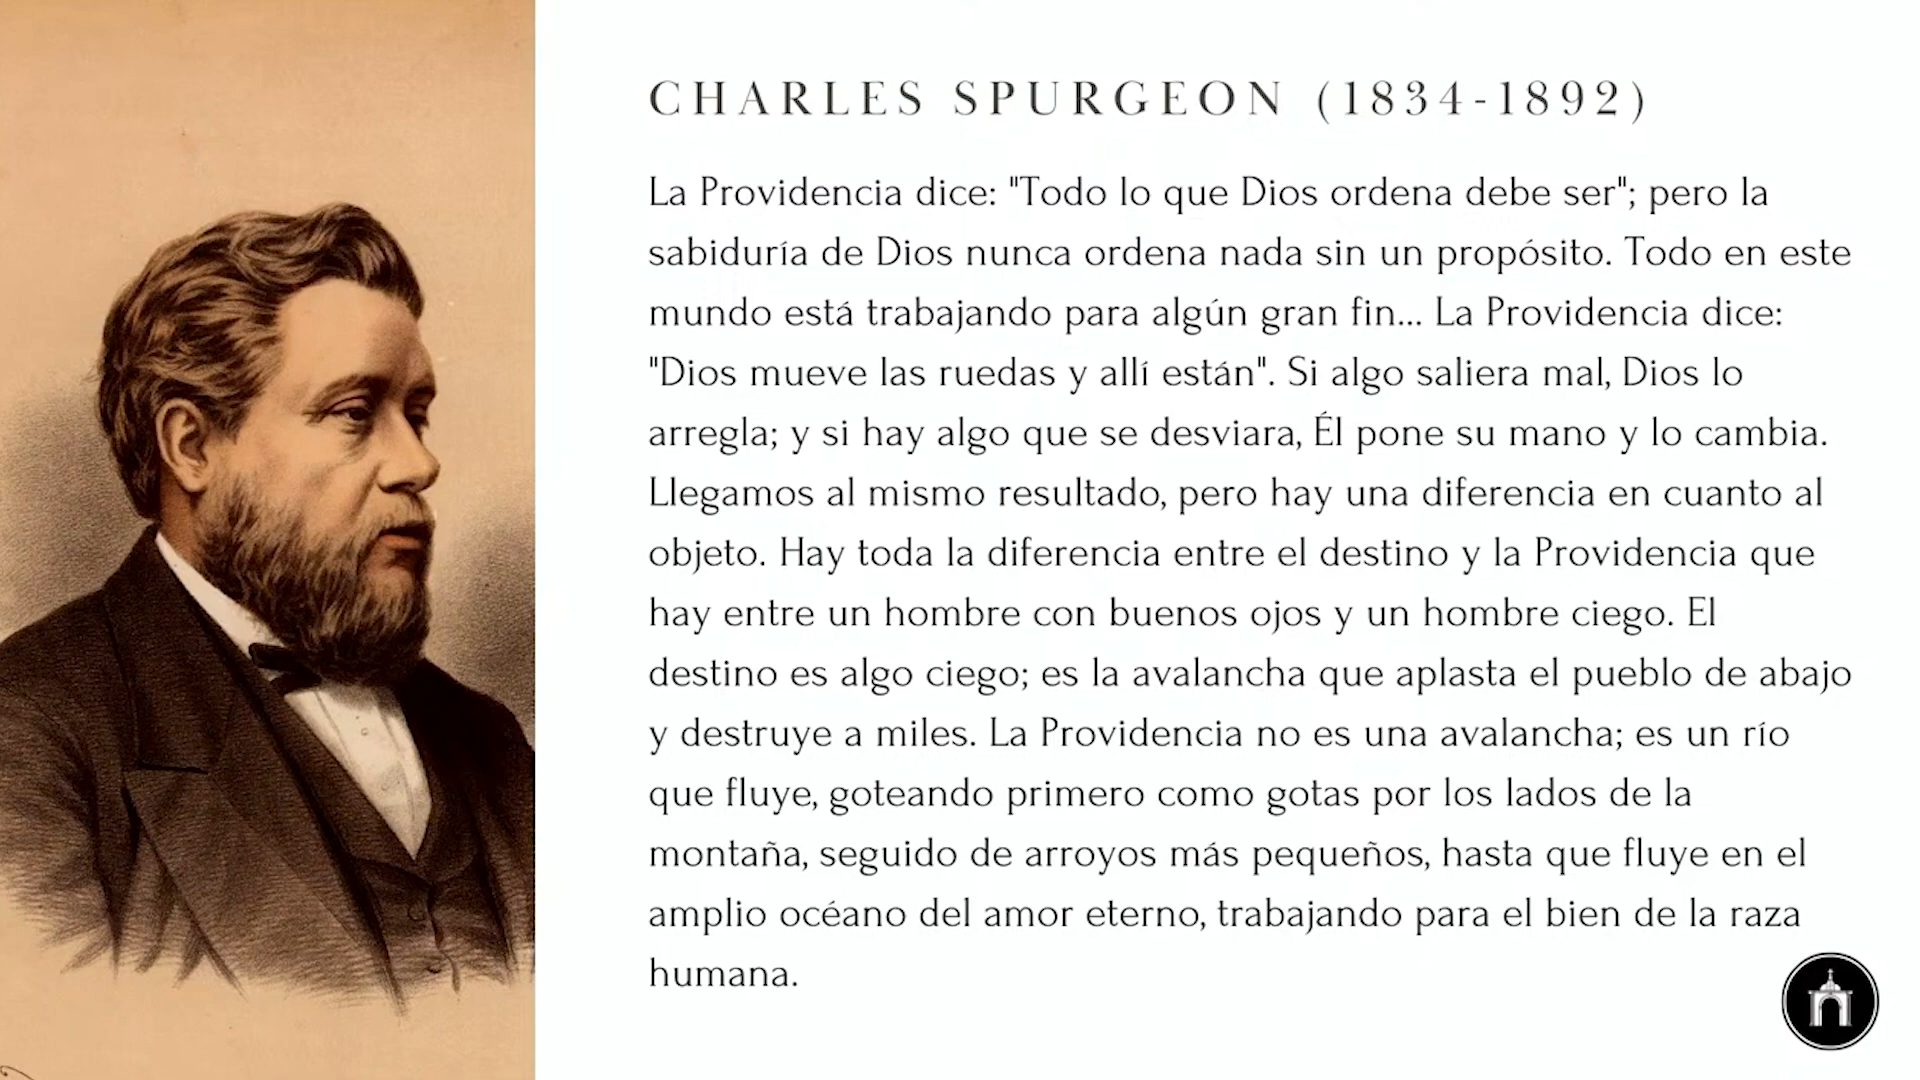 CHARLES SPURGEON (1834-1892)
La Providencia dice: "Todo lo que Dios ordena debe ser"; pero la
sabiduría de Dios nunca ordena nada sin un propósito. Todo en este
mundo está trabajando para algún gran fin... La Providencia dice:
"Dios mueve las ruedas y allí están". Si algo saliera mal, Dios lo
arregla; y si hay algo que se desviara, Él pone su mano y lo cambia.
Llegamos al mismo resultado, pero hay una diferencia en cuanto al
objeto. Hay toda la diferencia entre el destino y la Providencia que
hay entre un hombre con buenos ojos y un hombre ciego. El
destino es algo ciego; es la avalancha que aplasta el pueblo de abajo
y destruye a miles. La Providencia no es una avalancha; es un río
que fluye, goteando primero como gotas por los lados de la
montaña, seguido de arroyos más pequeños, hasta que fluye en el
amplio océano del amor eterno, trabajando para el bien de la raza
humana.